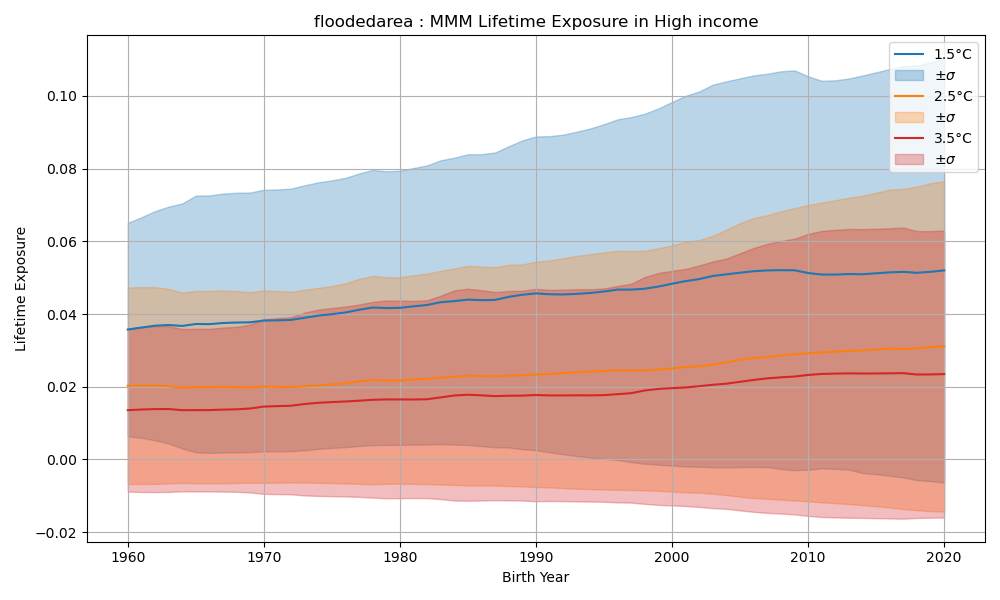 floodedarea : MMM Lifetime Exposure in High income
Lifetime Exposure
0.10
0.08
0.06
0.04
0.02
0.00
−0.02
1.5°C
±σ
2.5°C
±σ
3.5°C
±σ
1960 1970 1980 1990 2000 2010 2020
Birth Year